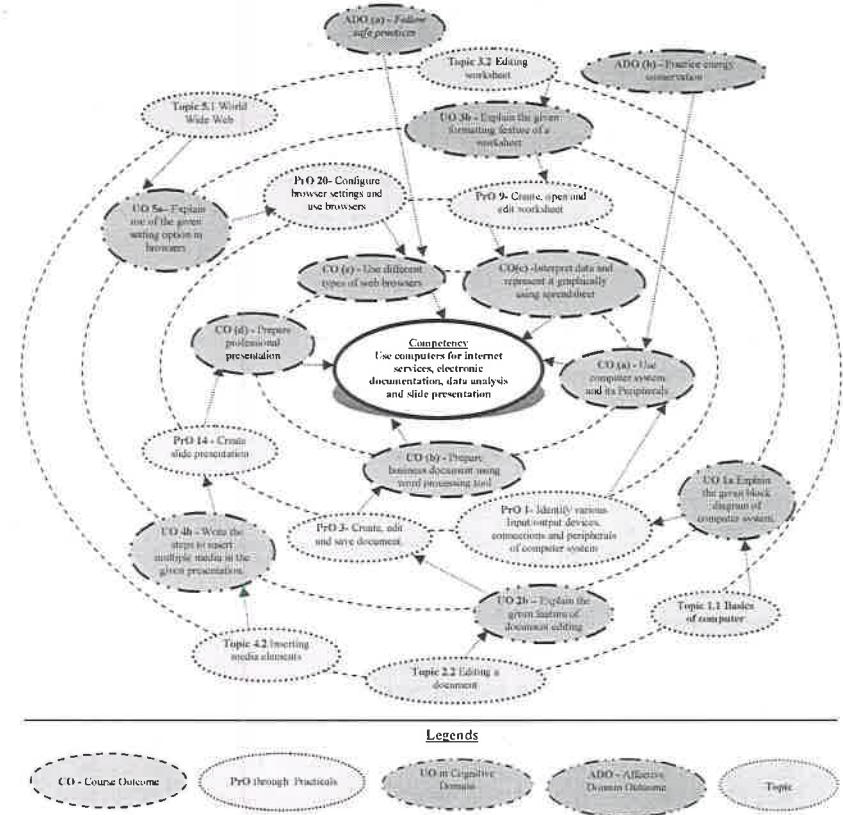 ADO (a) - Follow
safe practices
Topic 3.2 Editing
worksheet
ADO (b) - Practice energy
conservation
Topic 5.1 World
Wide Web
UO 3b - Explain the given
formatting feature of a
worksheet
PrO 20- Configure
browser settings and
use browsers
PrO 9- Create, open and
edit worksheet
UO 5a- Explain
use of the given
setting option in
browsers
CO (e) - Use different
types of web browsers
CO(c) -Interpret data and
represent it graphically
using spreadsheet
CO (d) - Prepare
professional
presentation
Competency
Use computers for internet
services, electronic
documentation, data analysis
and slide presentation
CO (a) - Use
computer system
and its Peripherals
PrO 14 - Create
slide presentation
CO (b) - Prepare
business document using
word processing tool
UO 1a Explain
the given block
diagram of
computer system.
PrO 1- Identify various
Input/output devices,
connections and peripherals
of computer system
PrO 3- Create, edit
and save document.
UO 4b - Write the
steps to insert
multiple media in the
given presentation.
UO 2b - Explain the
given feature of
document editing
Topic 1.1 Basics
of computer
Topic 4.2 Inserting
media elements
Topic 2.2 Editing a
document
Legends
CO - Course Outcome
PrO through Practicals
UO in Cognitive
Domain
ADO - Affective
Domain Outcome
Topic